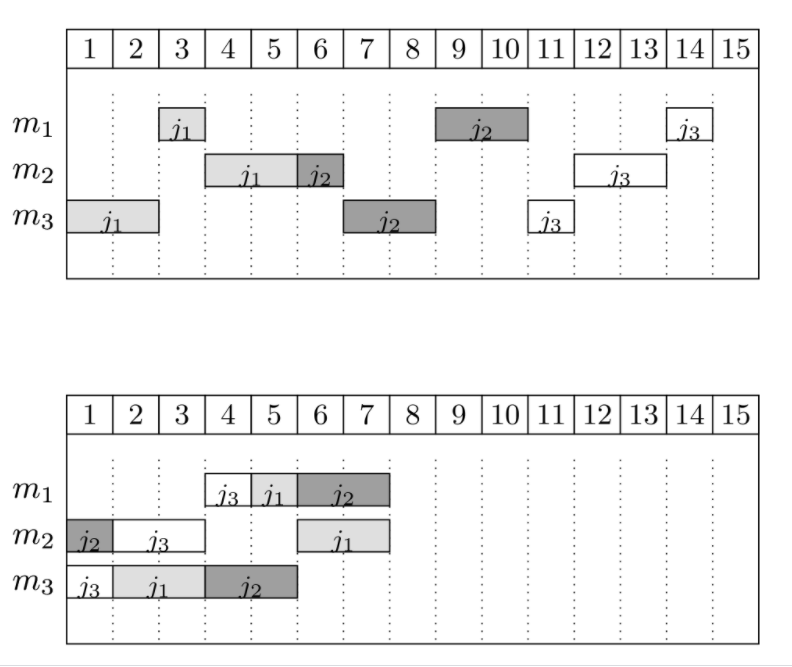 1 2 3 4 5 6 7 8 9 10 11 12 13 14 15
m₁ j₁ j₂ j₃
m₂ j₁ j₂ j₃
m₃ j₁ j₂ j₃
1 2 3 4 5 6 7 8 9 10 11 12 13 14 15
m₁ j₃ j₁ j₂
m₂ j₂ j₃ j₁
m₃ j₃ j₁ j₂